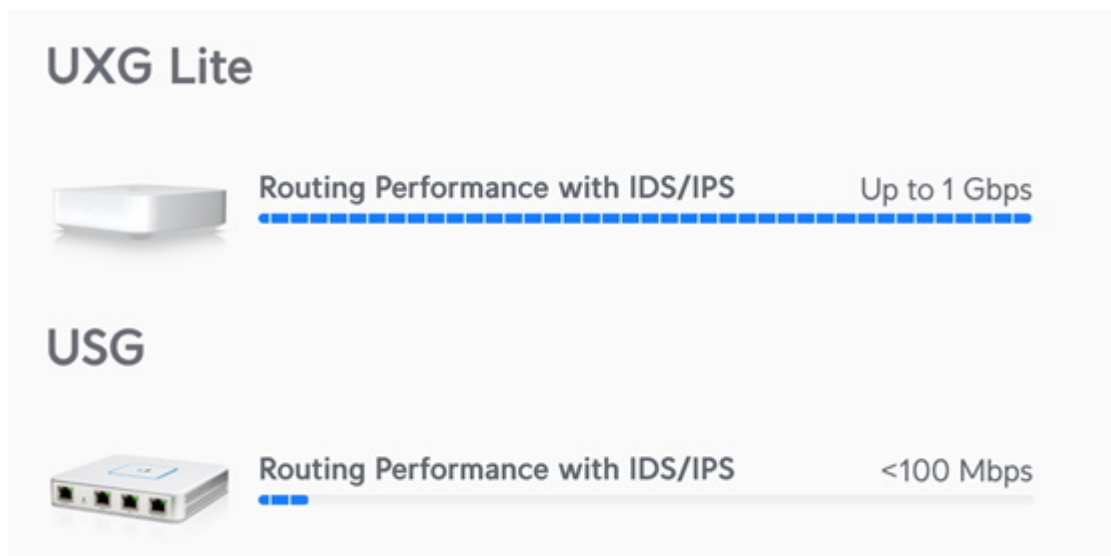 UXG Lite
Routing Performance with IDS/IPS Up to 1 Gbps
USG
Routing Performance with IDS/IPS <100 Mbps